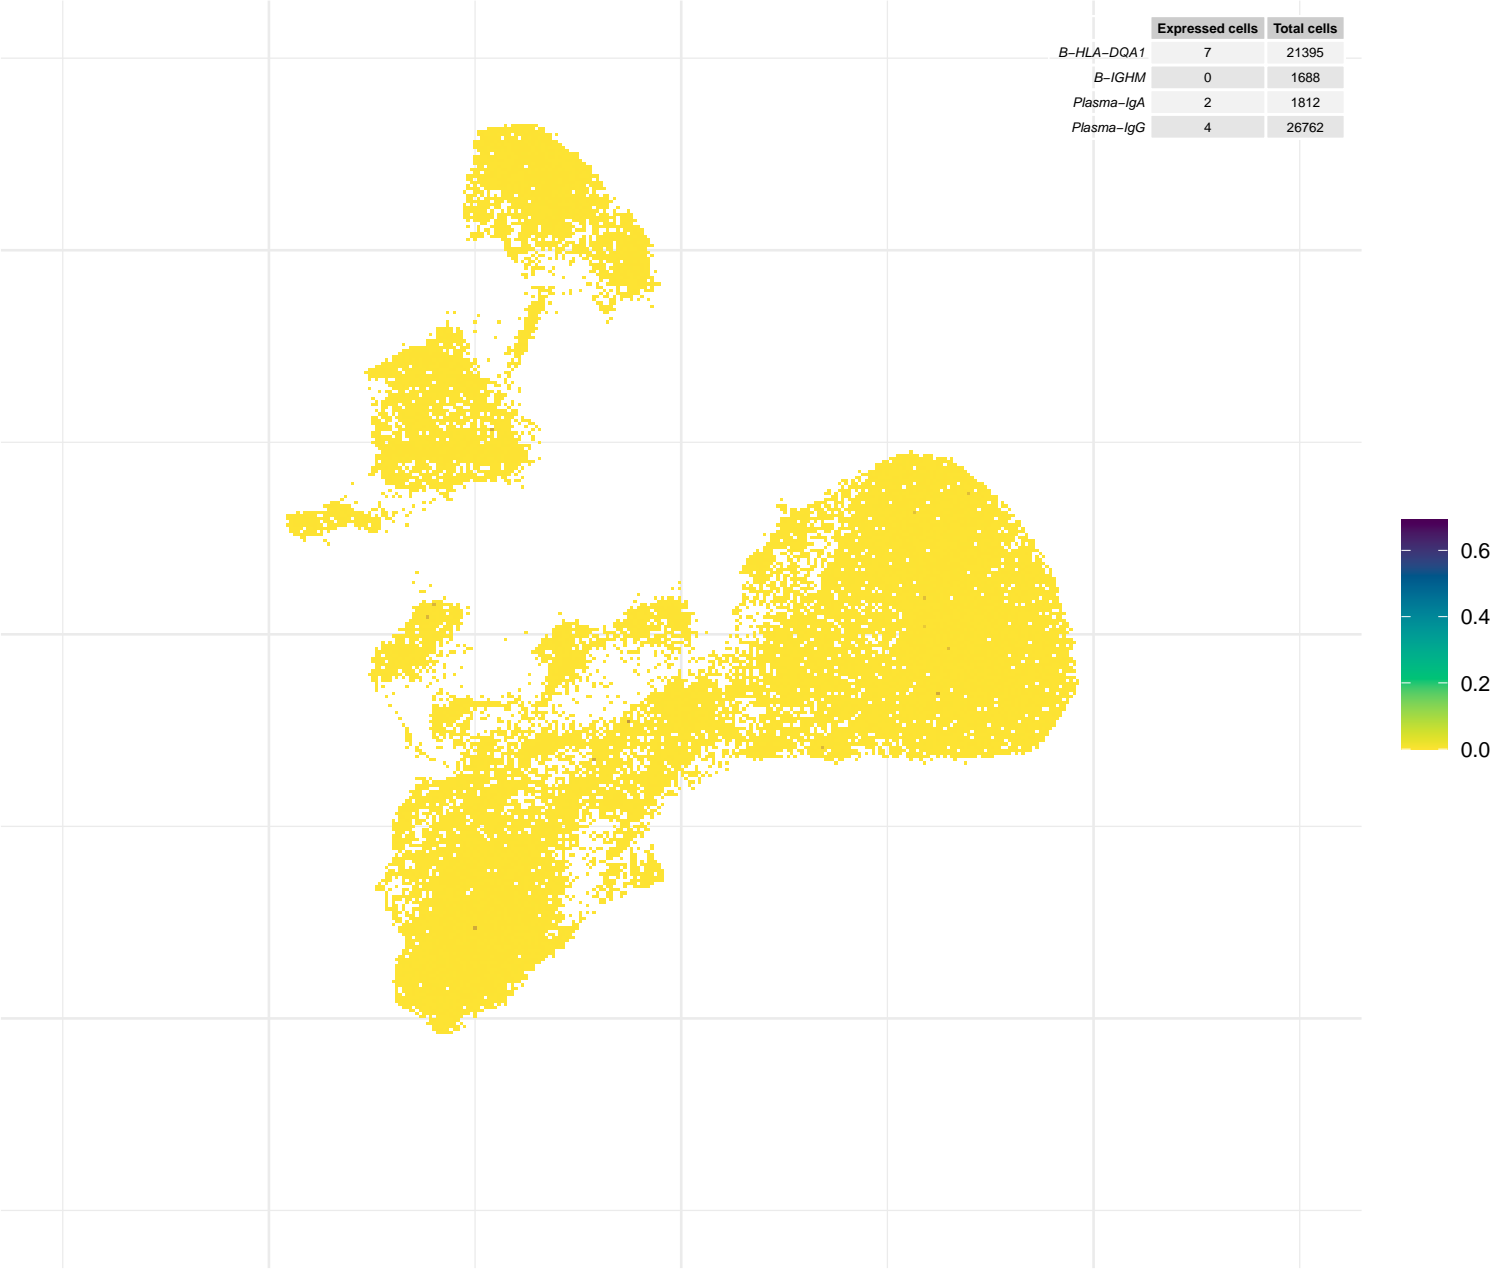 Expressed cells Total cells
B−HLA−DQA1 7 21395
B−IGHM 0 1688
Plasma−IgA 2 1812
Plasma−IgG 4 26762
0.6
0.4
0.2
0.0